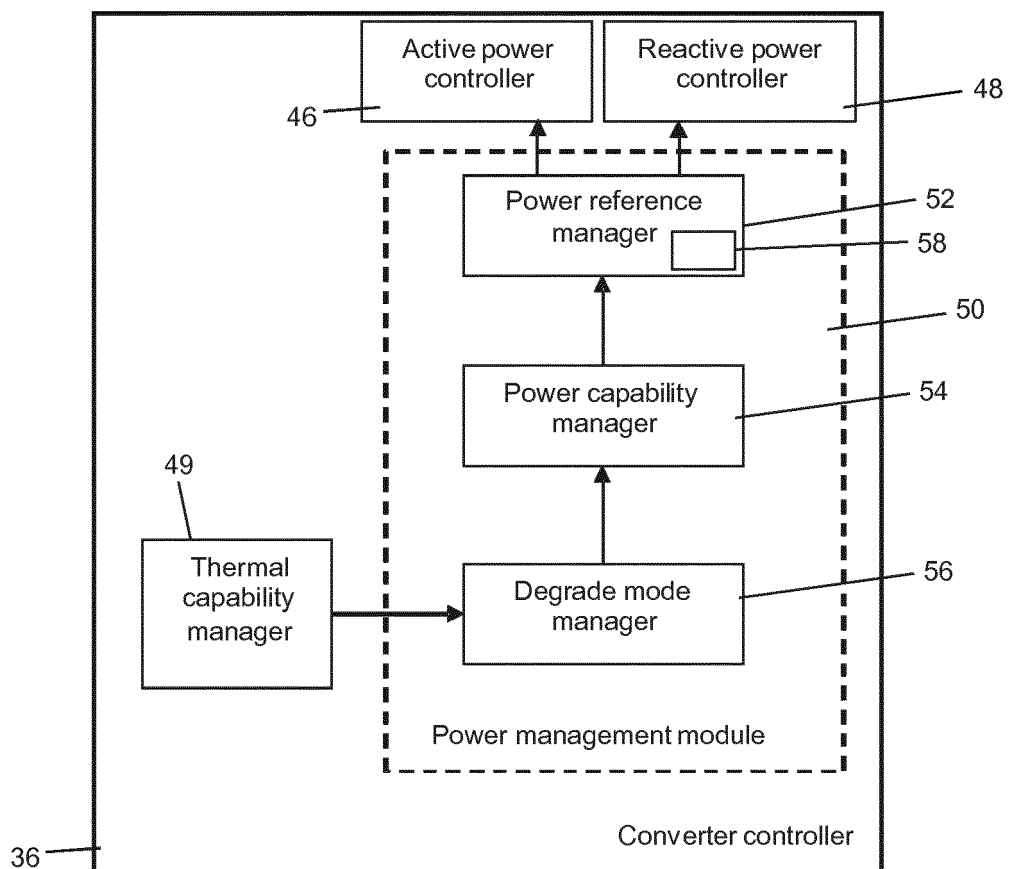 Active power
controller
Reactive power
controller
46
48
Power reference
manager
52
58
50
Power capability
manager
54
49
Thermal
capability
manager
Degrade mode
manager
56
Power management module
Converter controller
36